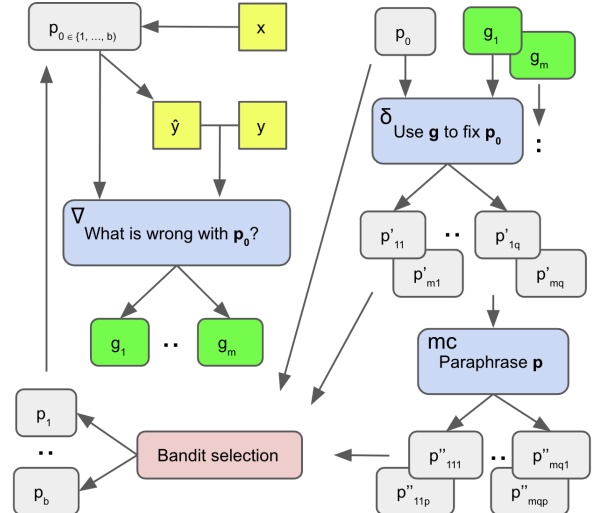 p0 ∈ {1, …, b)
x
ŷ
y
∇
What is wrong with p0?
g1
..
gm
p1
..
pb
Bandit selection
p0
g1
gm
δ
Use g to fix p0
:
p'11
..
p'1q
p'm1
p'mq
mc
Paraphrase p
p''111
..
p''mq1
p''11p
p''mqp